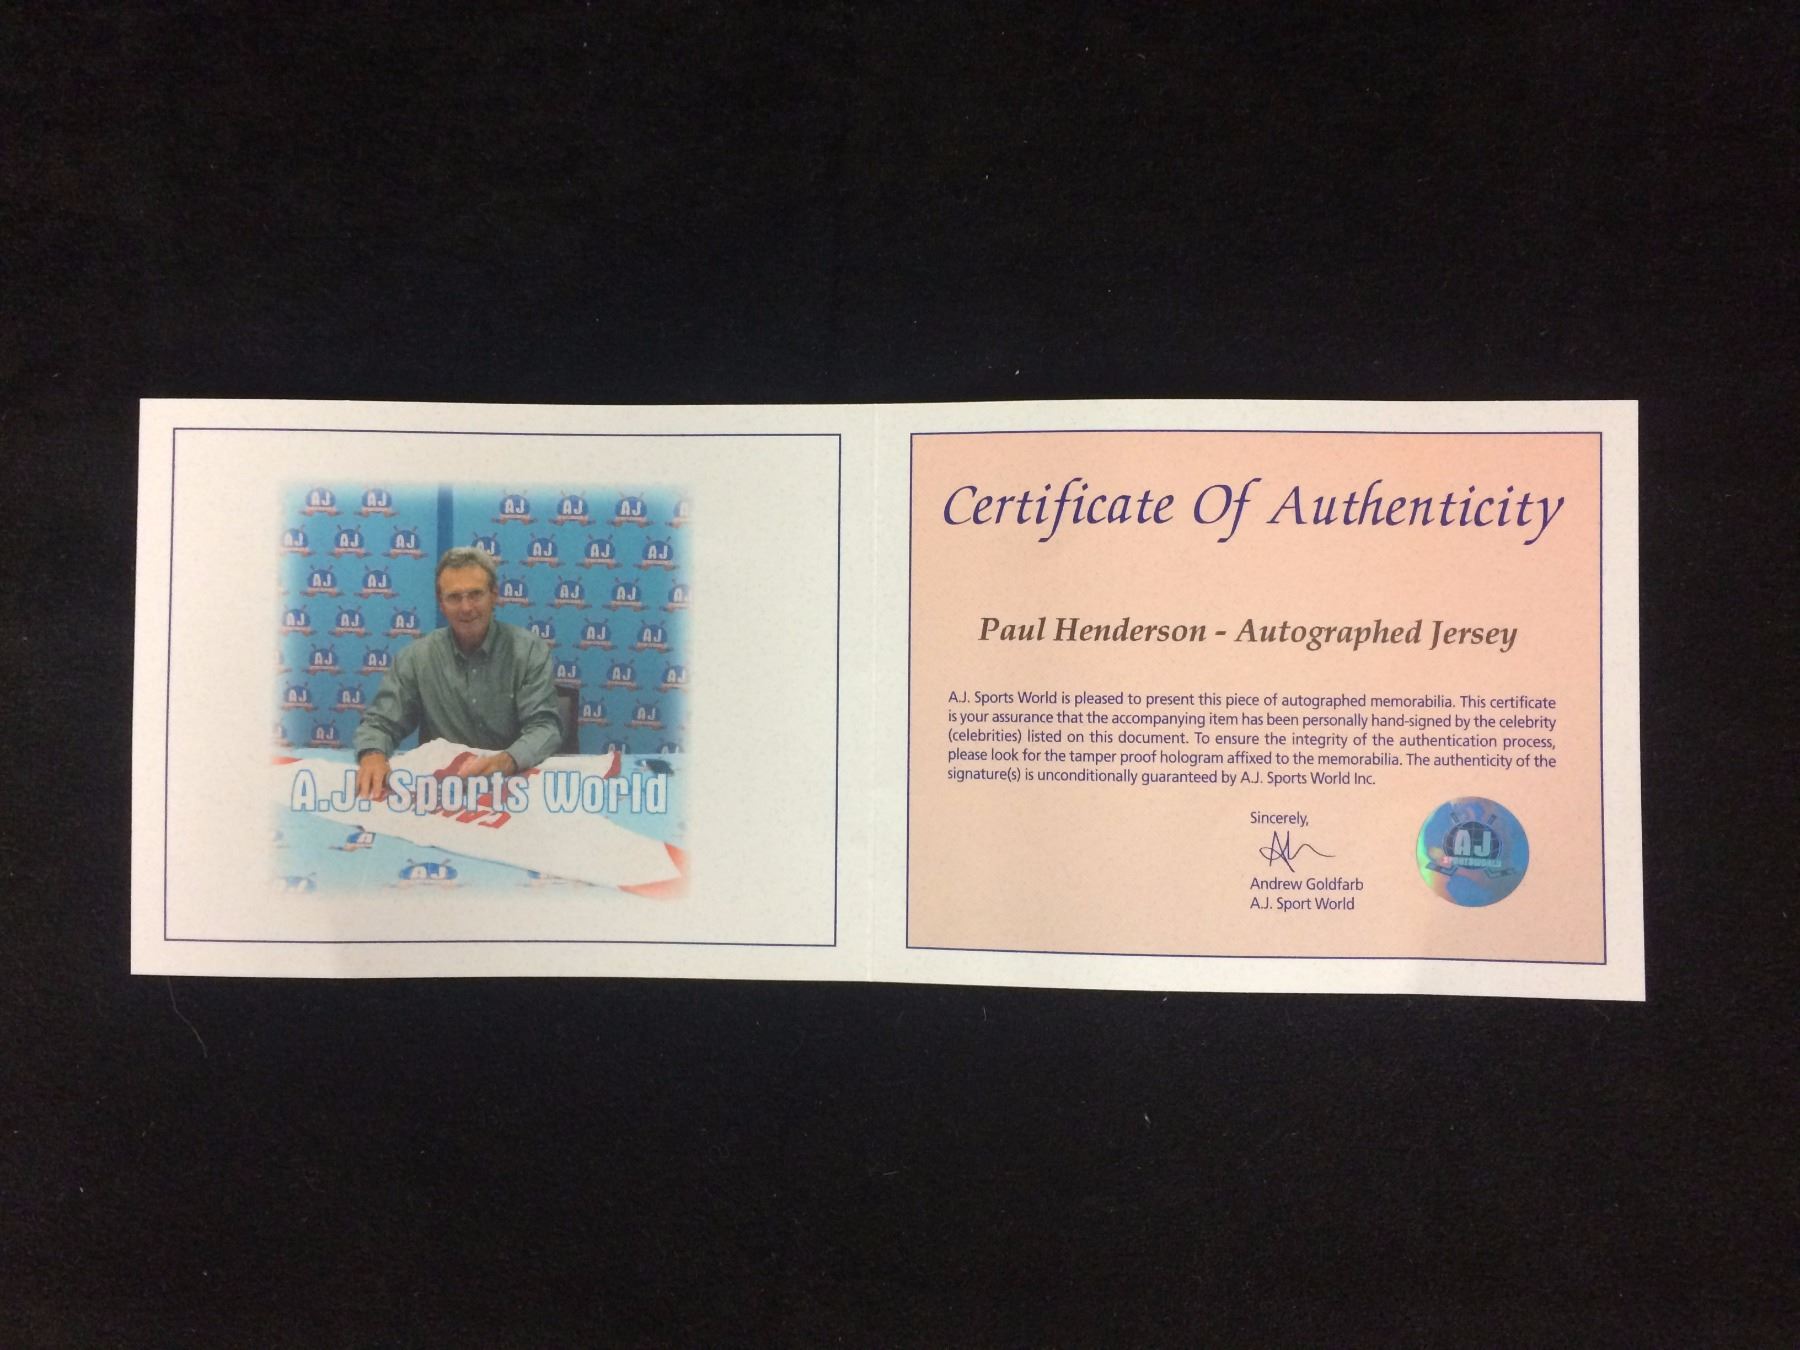 A.J. Sports World
AJ
Certificate Of Authenticity
Paul Henderson - Autographed Jersey
A.J. Sports World is pleased to present this piece of autographed memorabilia. This certificate
is your assurance that the accompanying item has been personally hand-signed by the celebrity
(celebrities) listed on this document. To ensure the integrity of the authentication process,
please look for the tamper proof hologram affixed to the memorabilia. The authenticity of the
signature(s) is unconditionally guaranteed by A.J. Sports World Inc.
Sincerely,
Andrew Goldfarb
A.J. Sport World
AJ
SPORTSWORLD